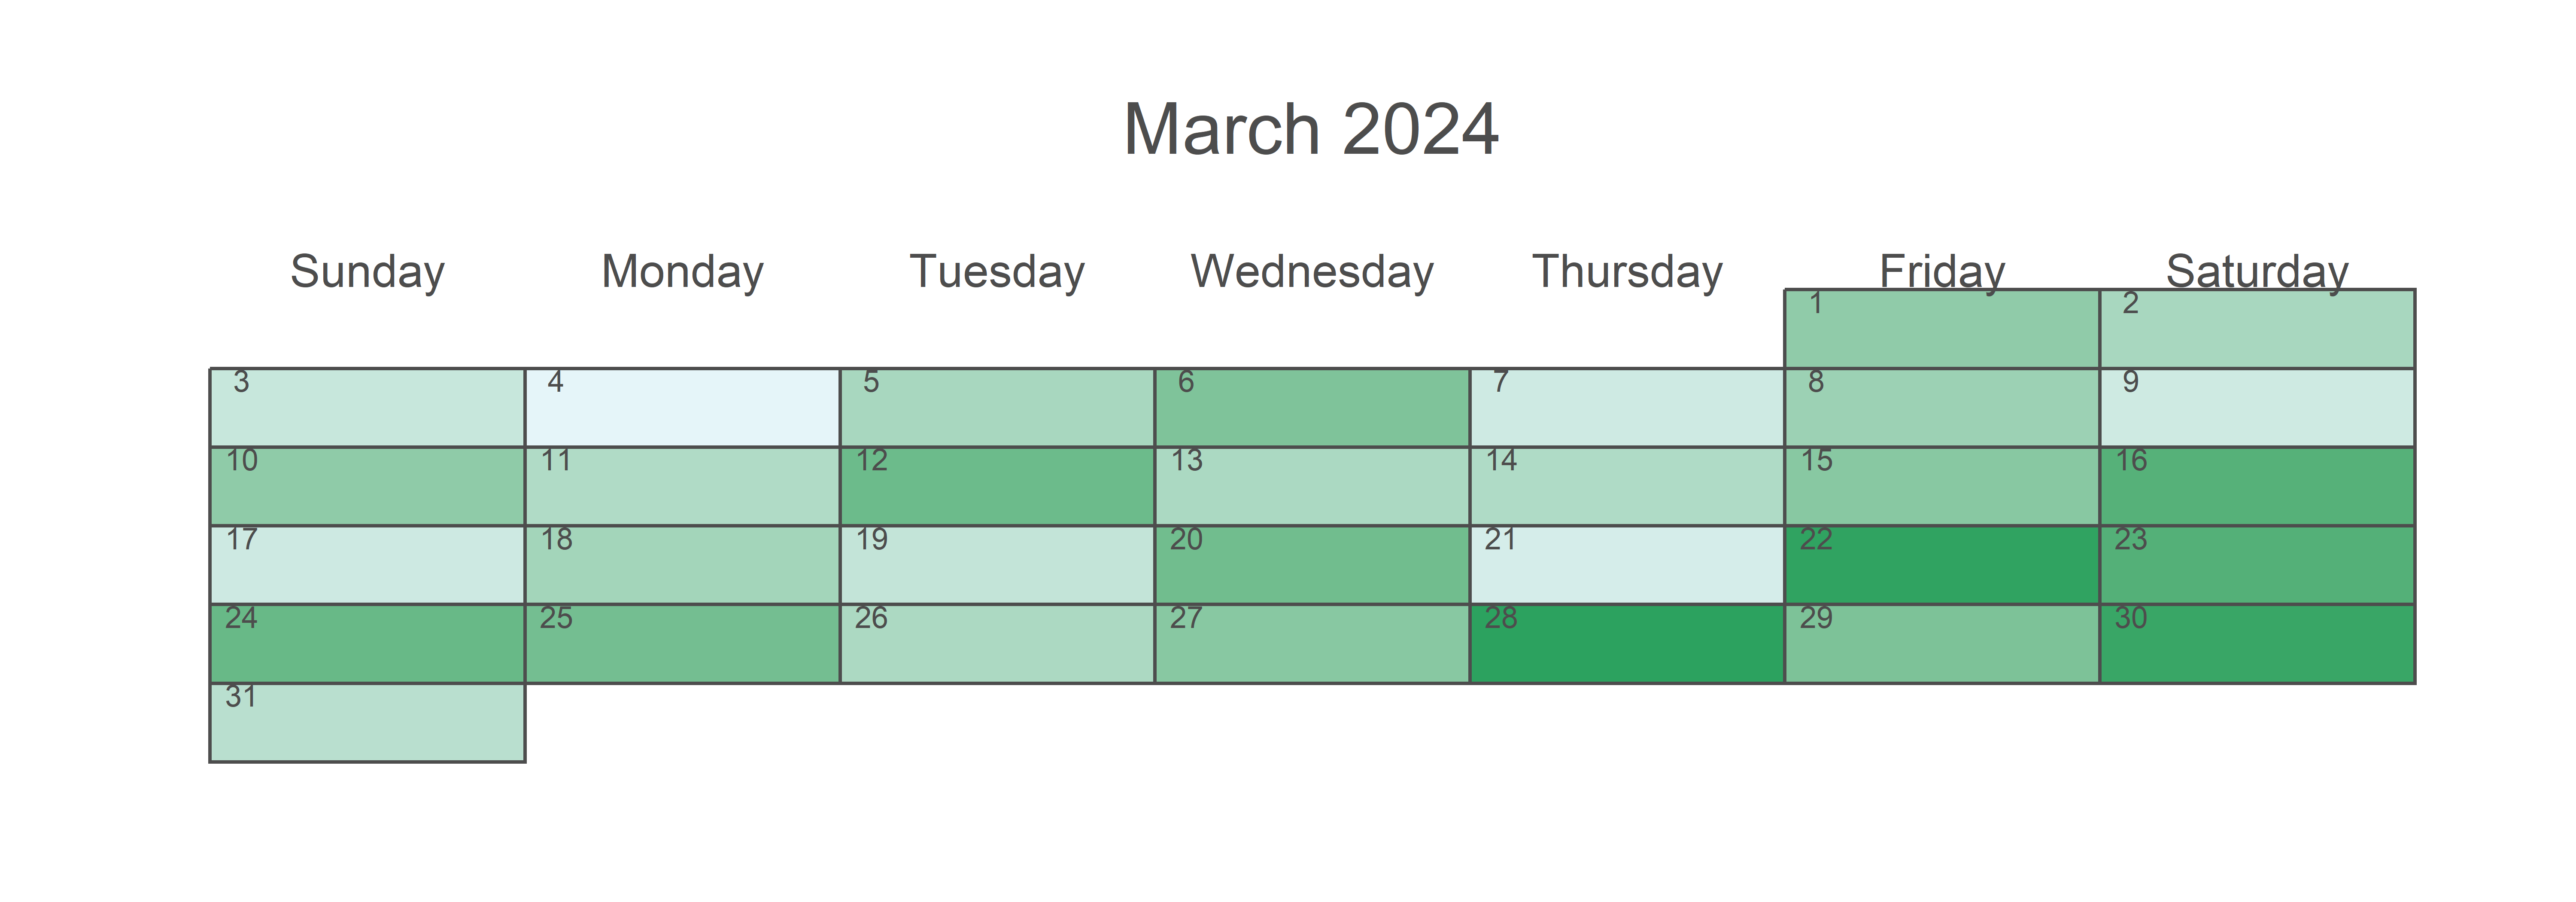 March 2024
Sunday Monday Tuesday Wednesday Thursday Friday Saturday
1 2
3 4 5 6 7 8 9
10 11 12 13 14 15 16
17 18 19 20 21 22 23
24 25 26 27 28 29 30
31